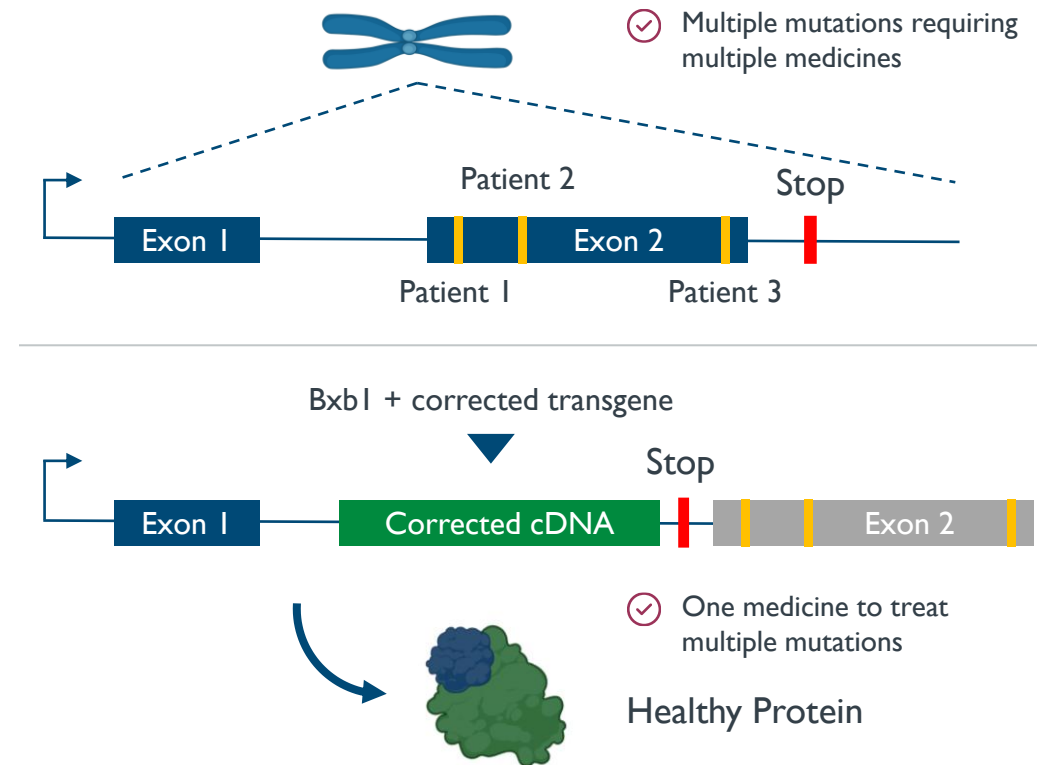 Multiple mutations requiring
multiple medicines
Patient 2
Stop
Exon 1
Exon 2
Patient 1
Patient 3
Bxb1 + corrected transgene
Stop
Exon 1
Corrected cDNA
Exon 2
One medicine to treat
multiple mutations
Healthy Protein